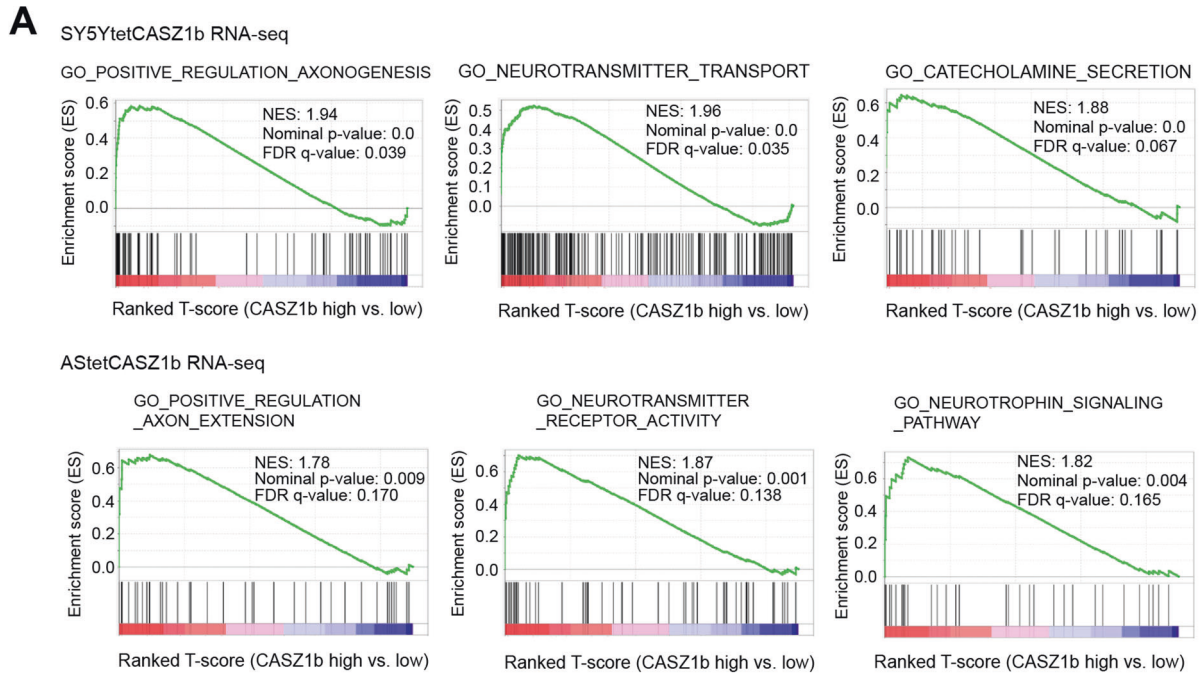 A
SY5YtetCASZ1b RNA-seq
GO_POSITIVE_REGULATION_AXONOGENESIS
Enrichment score (ES)
0.6
0.4
0.2
0.0
NES: 1.94
Nominal p-value: 0.0
FDR q-value: 0.039
Ranked T-score (CASZ1b high vs. low)
GO_NEUROTRANSMITTER_TRANSPORT
Enrichment score (ES)
0.5
0.4
0.3
0.2
0.1
0.0
NES: 1.96
Nominal p-value: 0.0
FDR q-value: 0.035
Ranked T-score (CASZ1b high vs. low)
GO_CATECHOLAMINE_SECRETION
Enrichment score (ES)
0.6
0.4
0.2
0.0
NES: 1.88
Nominal p-value: 0.0
FDR q-value: 0.067
Ranked T-score (CASZ1b high vs. low)
AStetCASZ1b RNA-seq
GO_POSITIVE_REGULATION
_AXON_EXTENSION
Enrichment score (ES)
0.6
0.4
0.2
0.0
NES: 1.78
Nominal p-value: 0.009
FDR q-value: 0.170
Ranked T-score (CASZ1b high vs. low)
GO_NEUROTRANSMITTER
_RECEPTOR_ACTIVITY
Enrichment score (ES)
0.6
0.4
0.2
0.0
NES: 1.87
Nominal p-value: 0.001
FDR q-value: 0.138
Ranked T-score (CASZ1b high vs. low)
GO_NEUROTROPHIN_SIGNALING
_PATHWAY
Enrichment score (ES)
0.6
0.4
0.2
0.0
NES: 1.82
Nominal p-value: 0.004
FDR q-value: 0.165
Ranked T-score (CASZ1b high vs. low)